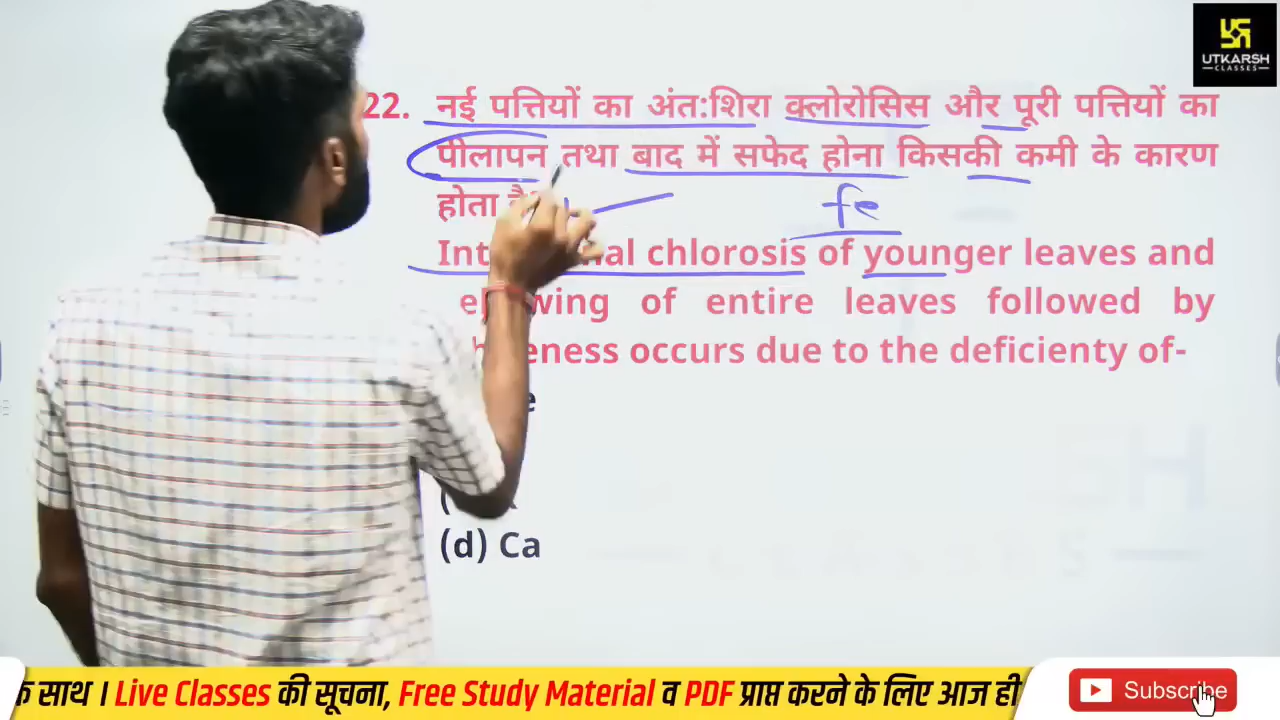 UTKARSH
CLASSES
22. नई पत्तियों का अंत:शिरा क्लोरोसिस और पूरी पत्तियों का
पीलापन तथा बाद में सफेद होना किसकी कमी के कारण
होता
fe
chlorosis of younger leaves and
of entire leaves followed by
occurs due to the deficienty of-
(d) Ca
साथ । Live Classes की सूचना, Free Study Material व PDF प्राप्त करने के लिए आज ही
Subscribe